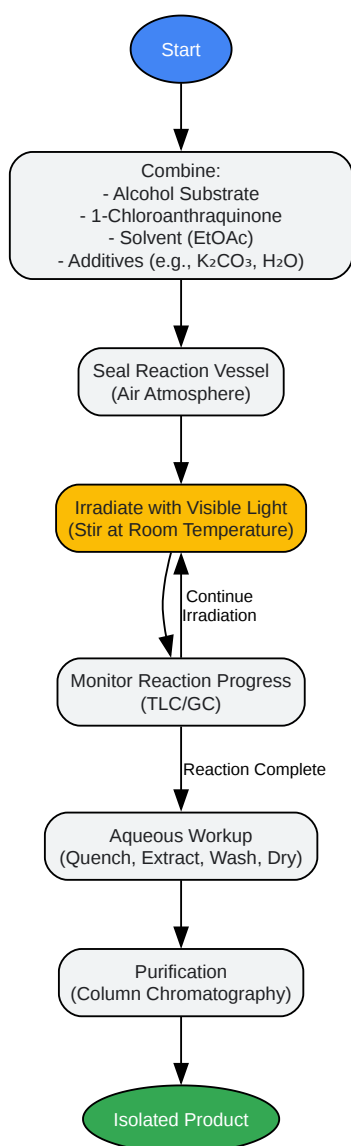 Start
Combine:
- Alcohol Substrate
- 1-Chloroanthraquinone
- Solvent (EtOAc)
- Additives (e.g., K₂CO₃, H₂O)
Seal Reaction Vessel
(Air Atmosphere)
Irradiate with Visible Light
(Stir at Room Temperature)
Continue
Irradiation
Monitor Reaction Progress
(TLC/GC)
Reaction Complete
Aqueous Workup
(Quench, Extract, Wash, Dry)
Purification
(Column Chromatography)
Isolated Product